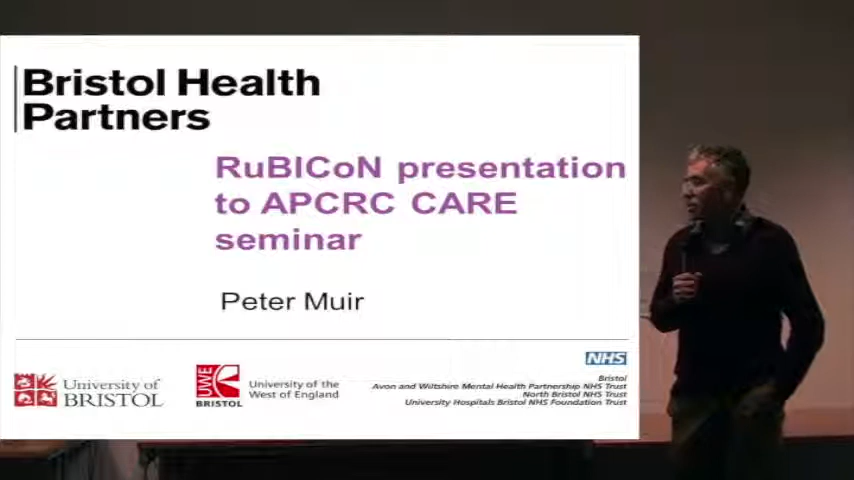 Bristol Health
Partners
RuBICoN presentation
to APCRC CARE
seminar
Peter Muir
NHS
Bristol
Avon and Wiltshire Mental Health Partnership NHS Trust
North Bristol NHS Trust
University Hospitals Bristol NHS Foundation Trust
University of
BRISTOL
UWE
BRISTOL
University of the
West of England